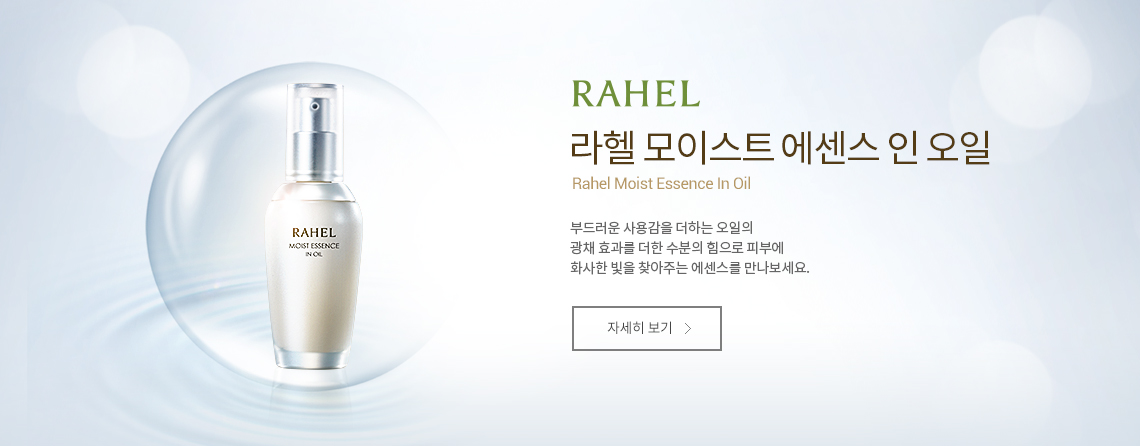 RAHEL
MOIST ESSENCE
IN OIL
RAHEL
라헬 모이스트 에센스 인 오일
Rahel Moist Essence In Oil
부드러운 사용감을 더하는 오일의
광채 효과를 더한 수분의 힘으로 피부에
화사한 빛을 찾아주는 에센스를 만나보세요.
자세히 보기 >